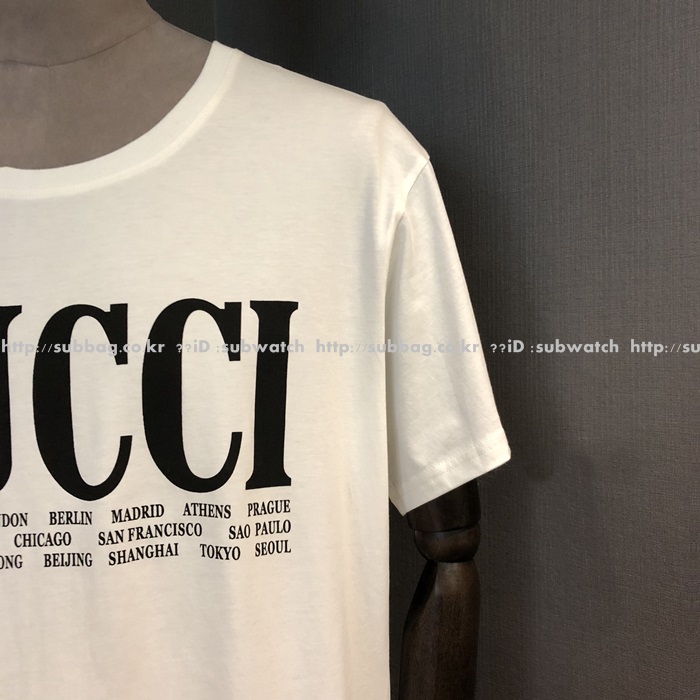 UCCI
http://subbag.co.kr ??iD :subwatch http://subbag.co.kr ??iD :subwatch http://su
NDON BERLIN MADRID ATHENS PRAGUE
CHICAGO SAN FRANCISCO SAO PAULO
ONG BEIJING SHANGHAI TOKYO SEOUL